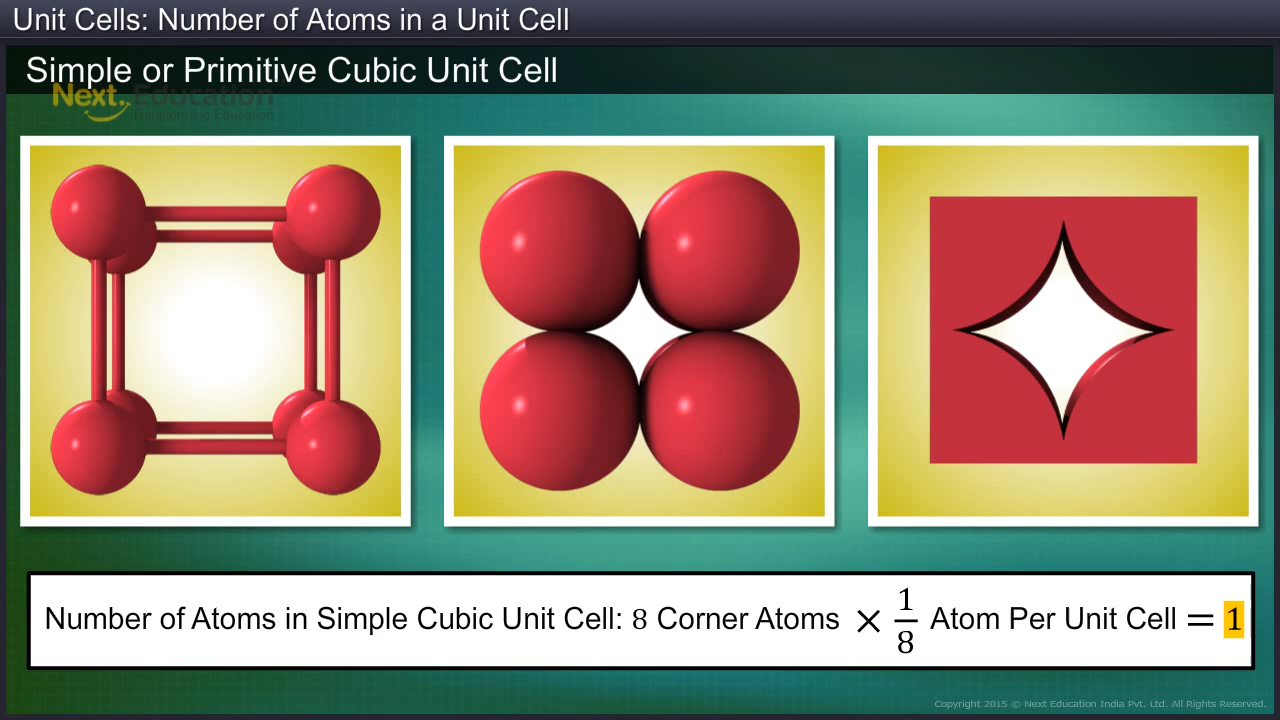 Unit Cells: Number of Atoms in a Unit Cell
Simple or Primitive Cubic Unit Cell
Next Education
Transforming Education
Number of Atoms in Simple Cubic Unit Cell: 8 Corner Atoms × 1/8 Atom Per Unit Cell = 1
Copyright 2015 © Next Education India Pvt. Ltd. All Rights Reserved.